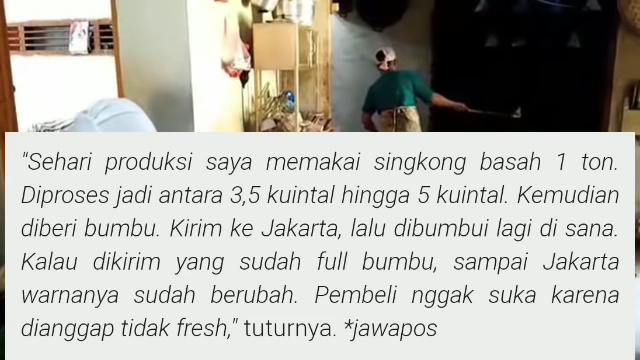 "Sehari produksi saya memakai singkong basah 1 ton.
Diproses jadi antara 3,5 kuintal hingga 5 kuintal. Kemudian
diberi bumbu. Kirim ke Jakarta, lalu dibumbui lagi di sana.
Kalau dikirim yang sudah full bumbu, sampai Jakarta
warnanya sudah berubah. Pembeli nggak suka karena
dianggap tidak fresh," tuturnya. *jawapos